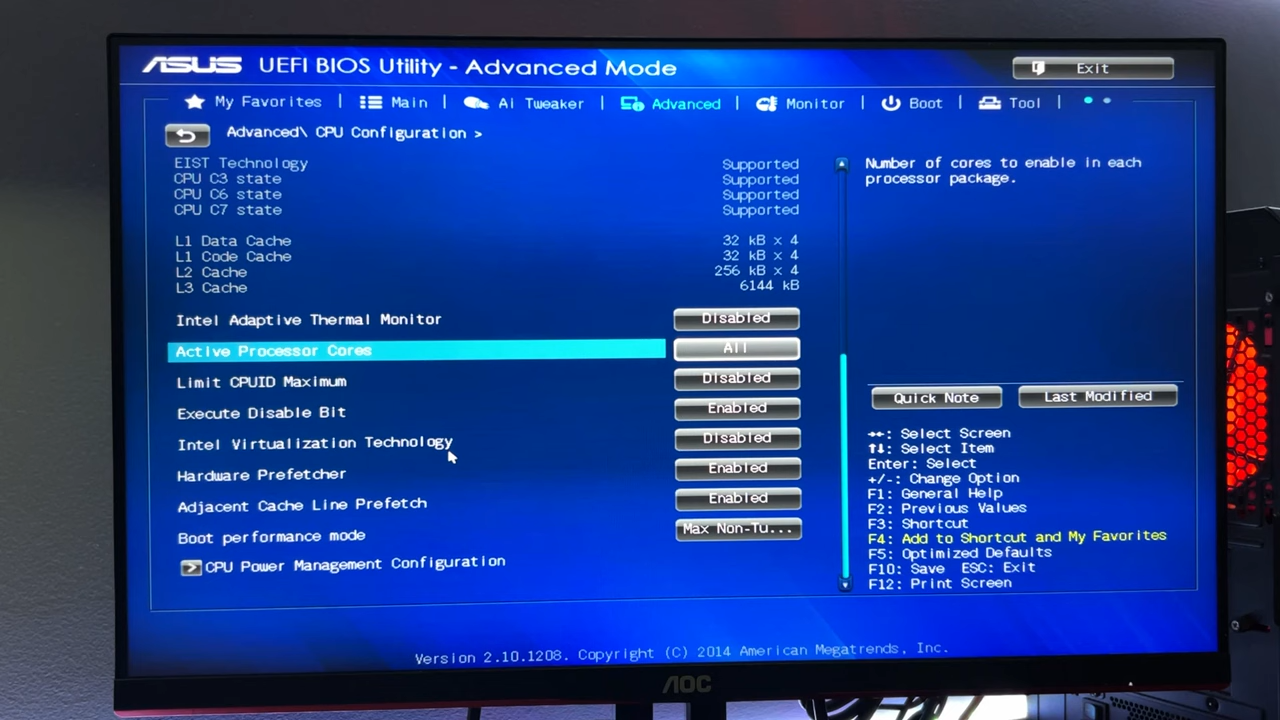 ASUS UEFI BIOS Utility - Advanced Mode
Exit
My Favorites Main Ai Tweaker Advanced Monitor Boot Tool
Advanced\ CPU Configuration >
EIST Technology Supported
CPU C3 state Supported
CPU C6 state Supported
CPU C7 state Supported
L1 Data Cache 32 kB x 4
L1 Code Cache 32 kB x 4
L2 Cache 256 kB x 4
L3 Cache 6144 kB
Intel Adaptive Thermal Monitor Disabled
Active Processor Cores All
Limit CPUID Maximum Disabled
Execute Disable Bit Enabled
Intel Virtualization Technology Disabled
Hardware Prefetcher Enabled
Adjacent Cache Line Prefetch Enabled
Boot performance mode Max Non-Tu...
> CPU Power Management Configuration
Number of cores to enable in each
processor package.
Quick Note Last Modified
→←: Select Screen
↑↓: Select Item
Enter: Select
+/-: Change Option
F1: General Help
F2: Previous Values
F3: Shortcut
F4: Add to Shortcut and My Favorites
F5: Optimized Defaults
F10: Save ESC: Exit
F12: Print Screen
Version 2.10.1208. Copyright (C) 2014 American Megatrends, Inc.
AOC